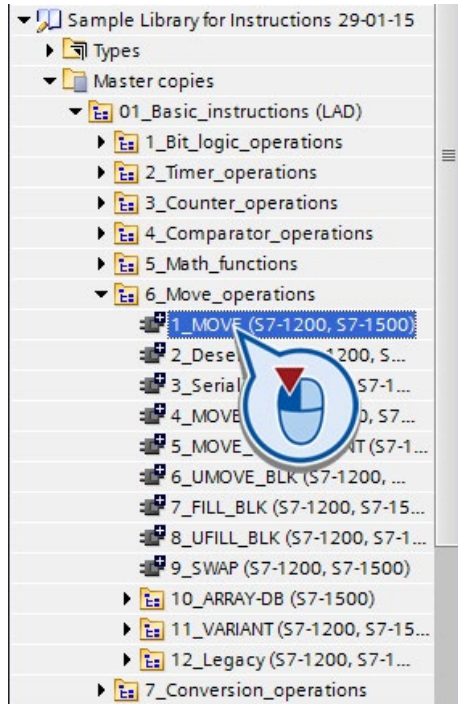 Sample Library for Instructions 29-01-15
Types
Master copies
01_Basic_instructions (LAD)
1_Bit_logic_operations
2_Timer_operations
3_Counter_operations
4_Comparator_operations
5_Math_functions
6_Move_operations
1_MOVE (S7-1200, S7-1500)
2_Dese 1200, S...
3_Serial S7-1...
4_MOVE 0, S7...
5_MOVE_ NT (S7-1...
6_UMOVE_BLK (S7-1200, ...
7_FILL_BLK (S7-1200, S7-15...
8_UFILL_BLK (S7-1200, S7-1...
9_SWAP (S7-1200, S7-1500)
10_ARRAY-DB (S7-1500)
11_VARIANT (S7-1200, S7-15...
12_Legacy (S7-1200, S7-1...
7_Conversion_operations